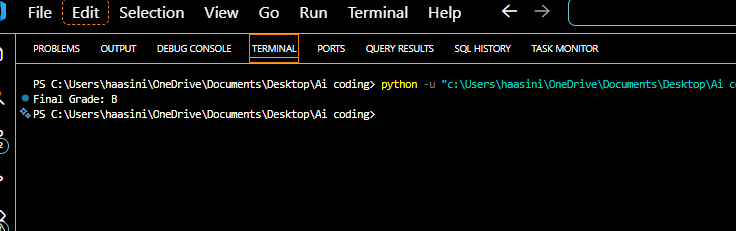 File Edit Selection View Go Run Terminal Help
PROBLEMS OUTPUT DEBUG CONSOLE TERMINAL PORTS QUERY RESULTS SQL HISTORY TASK MONITOR
PS C:\Users\haasini\OneDrive\Documents\Desktop\Ai coding> python -u "c:\Users\haasini\OneDrive\Documents\Desktop\Ai c
Final Grade: B
PS C:\Users\haasini\OneDrive\Documents\Desktop\Ai coding>